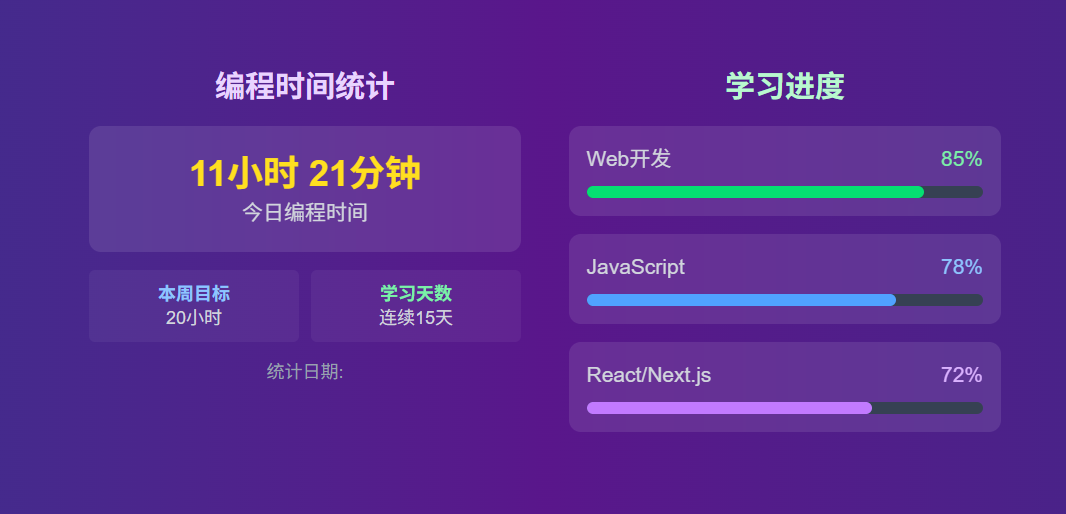 编程时间统计
11小时 21分钟
今日编程时间
本周目标
20小时
学习天数
连续15天
统计日期:
学习进度
Web开发
85%
JavaScript
78%
React/Next.js
72%